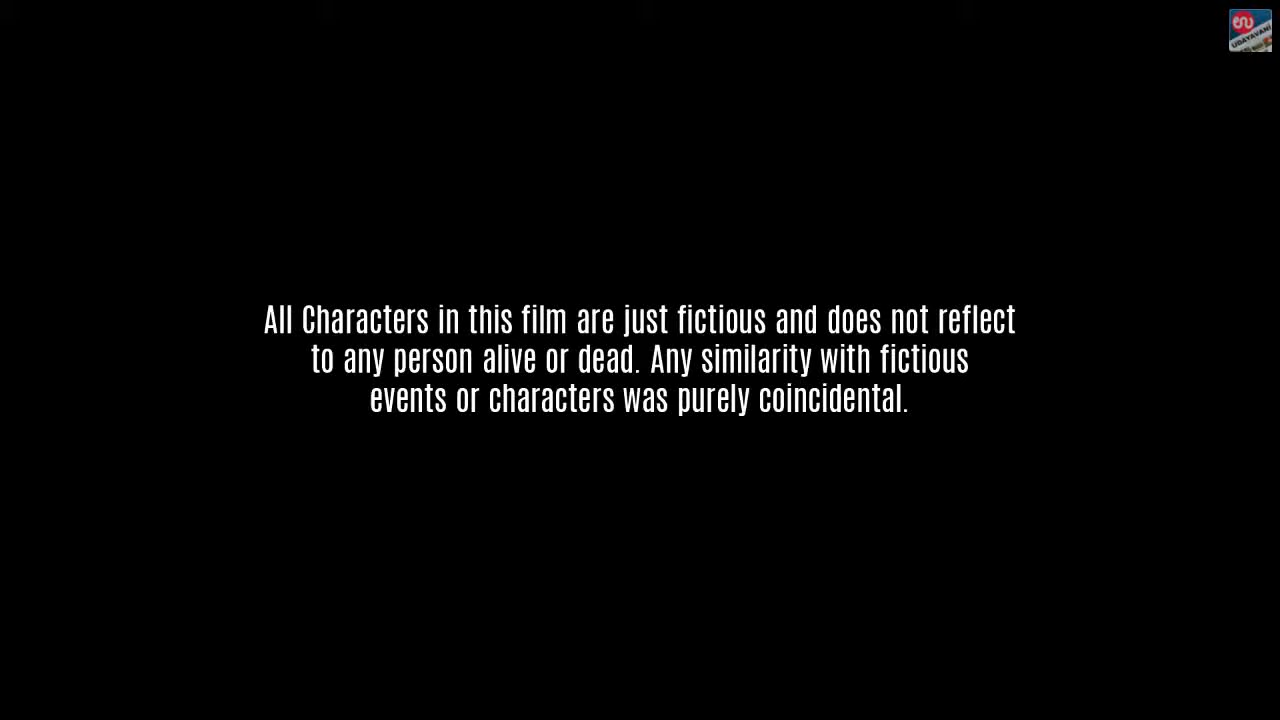 UDAYAVANI
All Characters in this film are just fictious and does not reflect
to any person alive or dead. Any similarity with fictious
events or characters was purely coincidental.